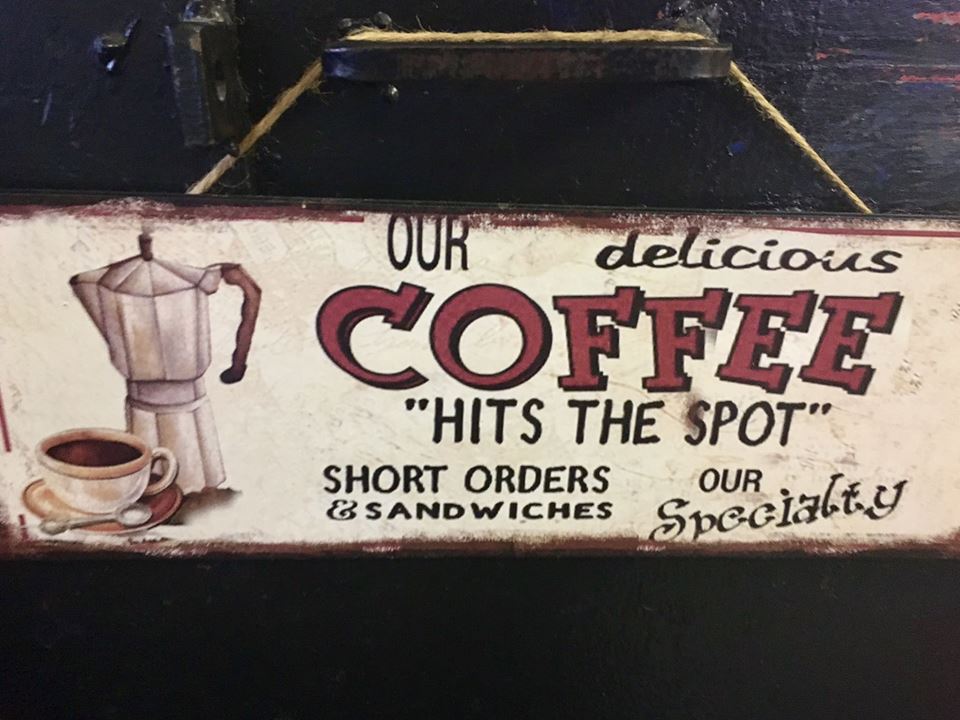 OUR delicious
COFFEE
"HITS THE SPOT"
SHORT ORDERS
& SANDWICHES
OUR
Specialty